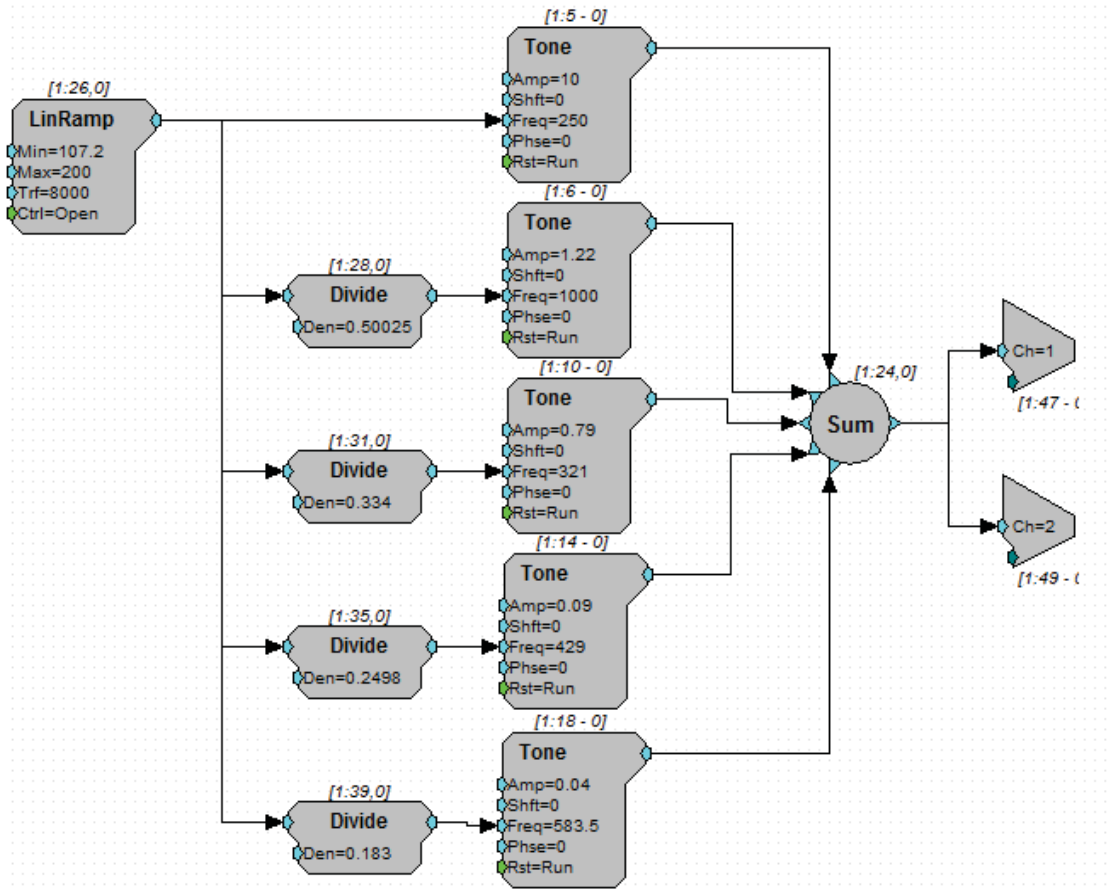 [1:5 - 0]
Tone
Amp=10
Shft=0
Freq=250
Phse=0
Rst=Run
[1:26,0]
LinRamp
Min=107.2
Max=200
Trf=8000
Ctrl=Open
[1:6 - 0]
Tone
Amp=1.22
Shft=0
Freq=1000
Phse=0
Rst=Run
[1:28,0]
Divide
Den=0.50025
[1:10 - 0]
Tone
Amp=0.79
Shft=0
Freq=321
Phse=0
Rst=Run
[1:31,0]
Divide
Den=0.334
[1:14 - 0]
Tone
Amp=0.09
Shft=0
Freq=429
Phse=0
Rst=Run
[1:35,0]
Divide
Den=0.2498
[1:18 - 0]
Tone
Amp=0.04
Shft=0
Freq=583.5
Phse=0
Rst=Run
[1:39,0]
Divide
Den=0.183
[1:24,0]
Sum
Ch=1
[1:47 -
Ch=2
[1:49 -